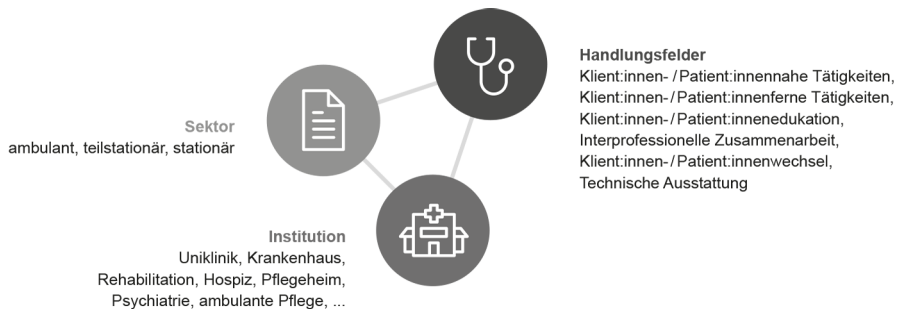 Sektor
ambulant, teilstationär, stationär
Handlungsfelder
Klient:innen- / Patient:innennahe Tätigkeiten,
Klient:innen- / Patient:innenferne Tätigkeiten,
Klient:innen- / Patient:innenedukation,
Interprofessionelle Zusammenarbeit,
Klient:innen- / Patient:innenwechsel,
Technische Ausstattung
Institution
Uniklinik, Krankenhaus,
Rehabilitation, Hospiz, Pflegeheim,
Psychiatrie, ambulante Pflege, ...